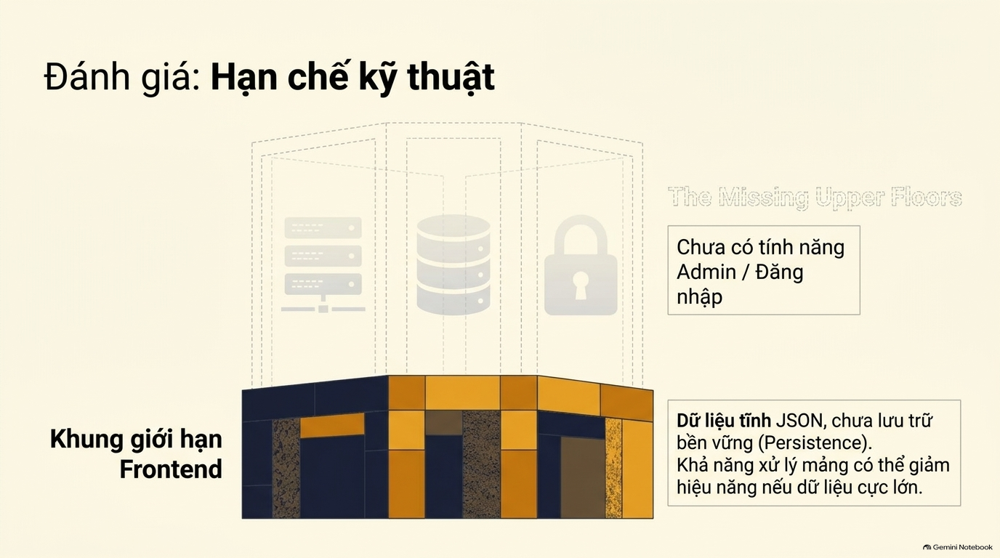 Đánh giá: Hạn chế kỹ thuật
The Missing Upper Floors
Chưa có tính năng
Admin / Đăng
nhập
Khung giới hạn
Frontend
Dữ liệu tĩnh JSON, chưa lưu trữ
bền vững (Persistence).
Khả năng xử lý mảng có thể giảm
hiệu năng nếu dữ liệu cực lớn.
Gemini Notebook